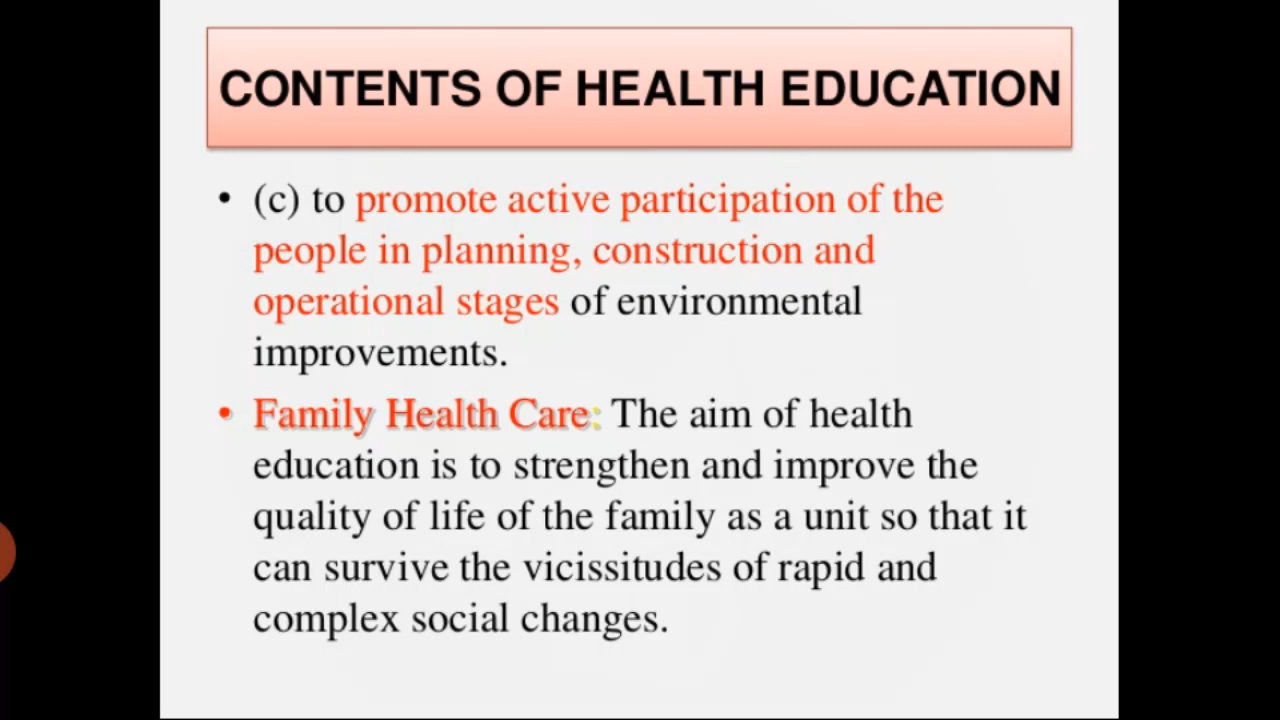 CONTENTS OF HEALTH EDUCATION
• (c) to promote active participation of the
people in planning, construction and
operational stages of environmental
improvements.
• Family Health Care: The aim of health
education is to strengthen and improve the
quality of life of the family as a unit so that it
can survive the vicissitudes of rapid and
complex social changes.